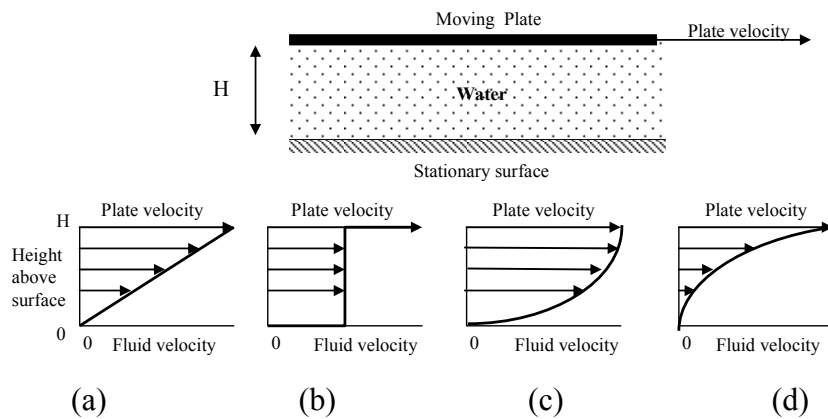 Moving Plate
Plate velocity
H
Water
Stationary surface
H Plate velocity Plate velocity Plate velocity Plate velocity
Height
above
surface
0
0 Fluid velocity 0 Fluid velocity 0 Fluid velocity 0 Fluid velocity
(a) (b) (c) (d)